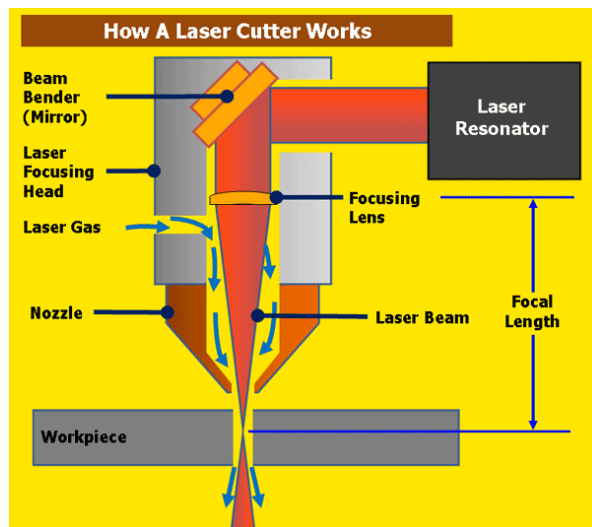 How A Laser Cutter Works
Beam
Bender
(Mirror)
Laser
Resonator
Laser
Focusing
Head
Focusing
Lens
Laser Gas
Focal
Length
Nozzle
Laser Beam
Workpiece